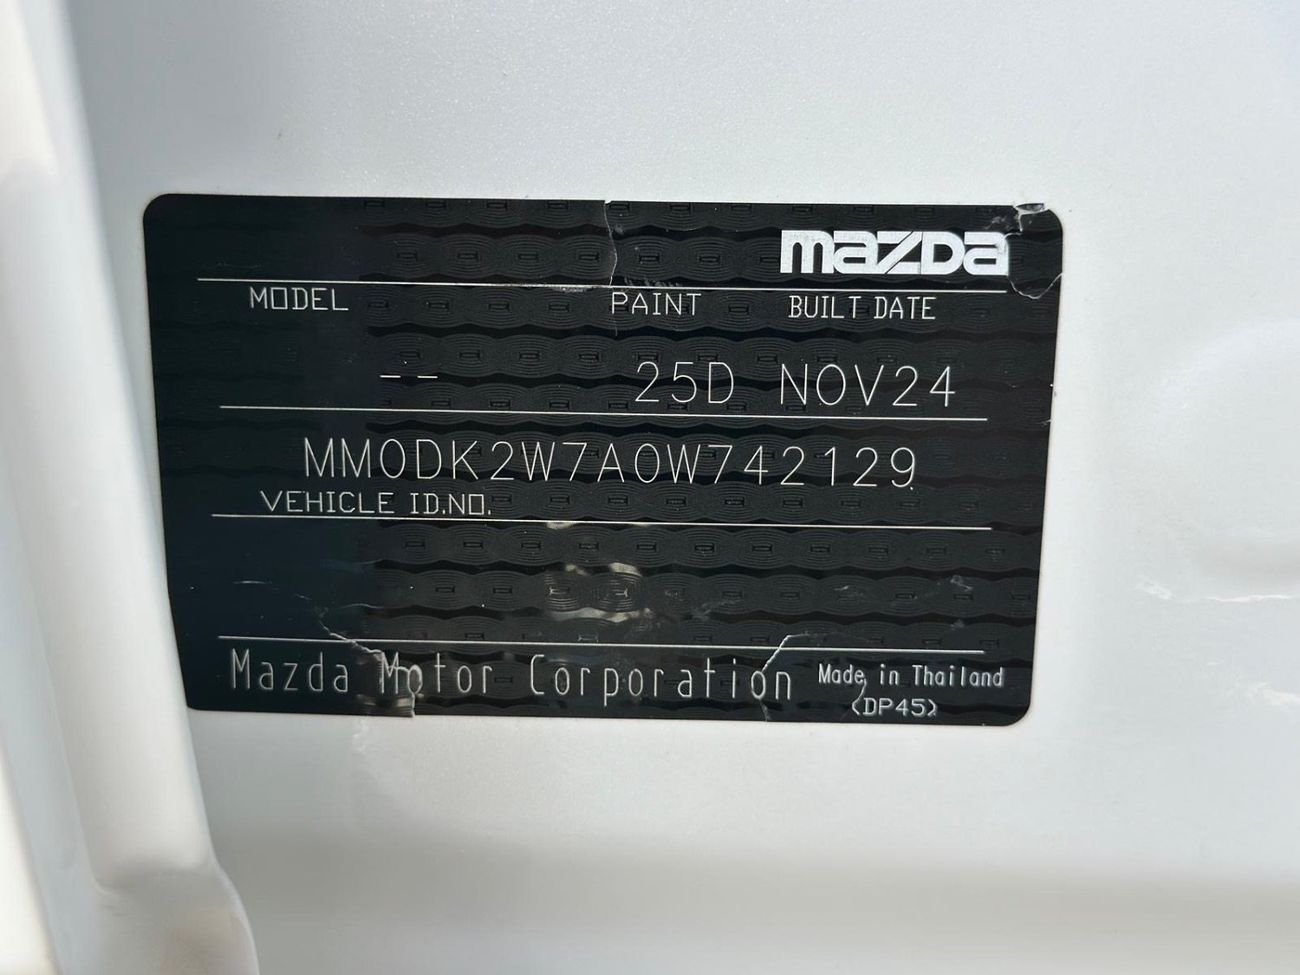 mazda
MODEL PAINT BUILT DATE
-- 25D NOV24
MM0DK2W7A0W742129
VEHICLE ID.NO.
Mazda Motor Corporation Made in Thailand
(DP45)